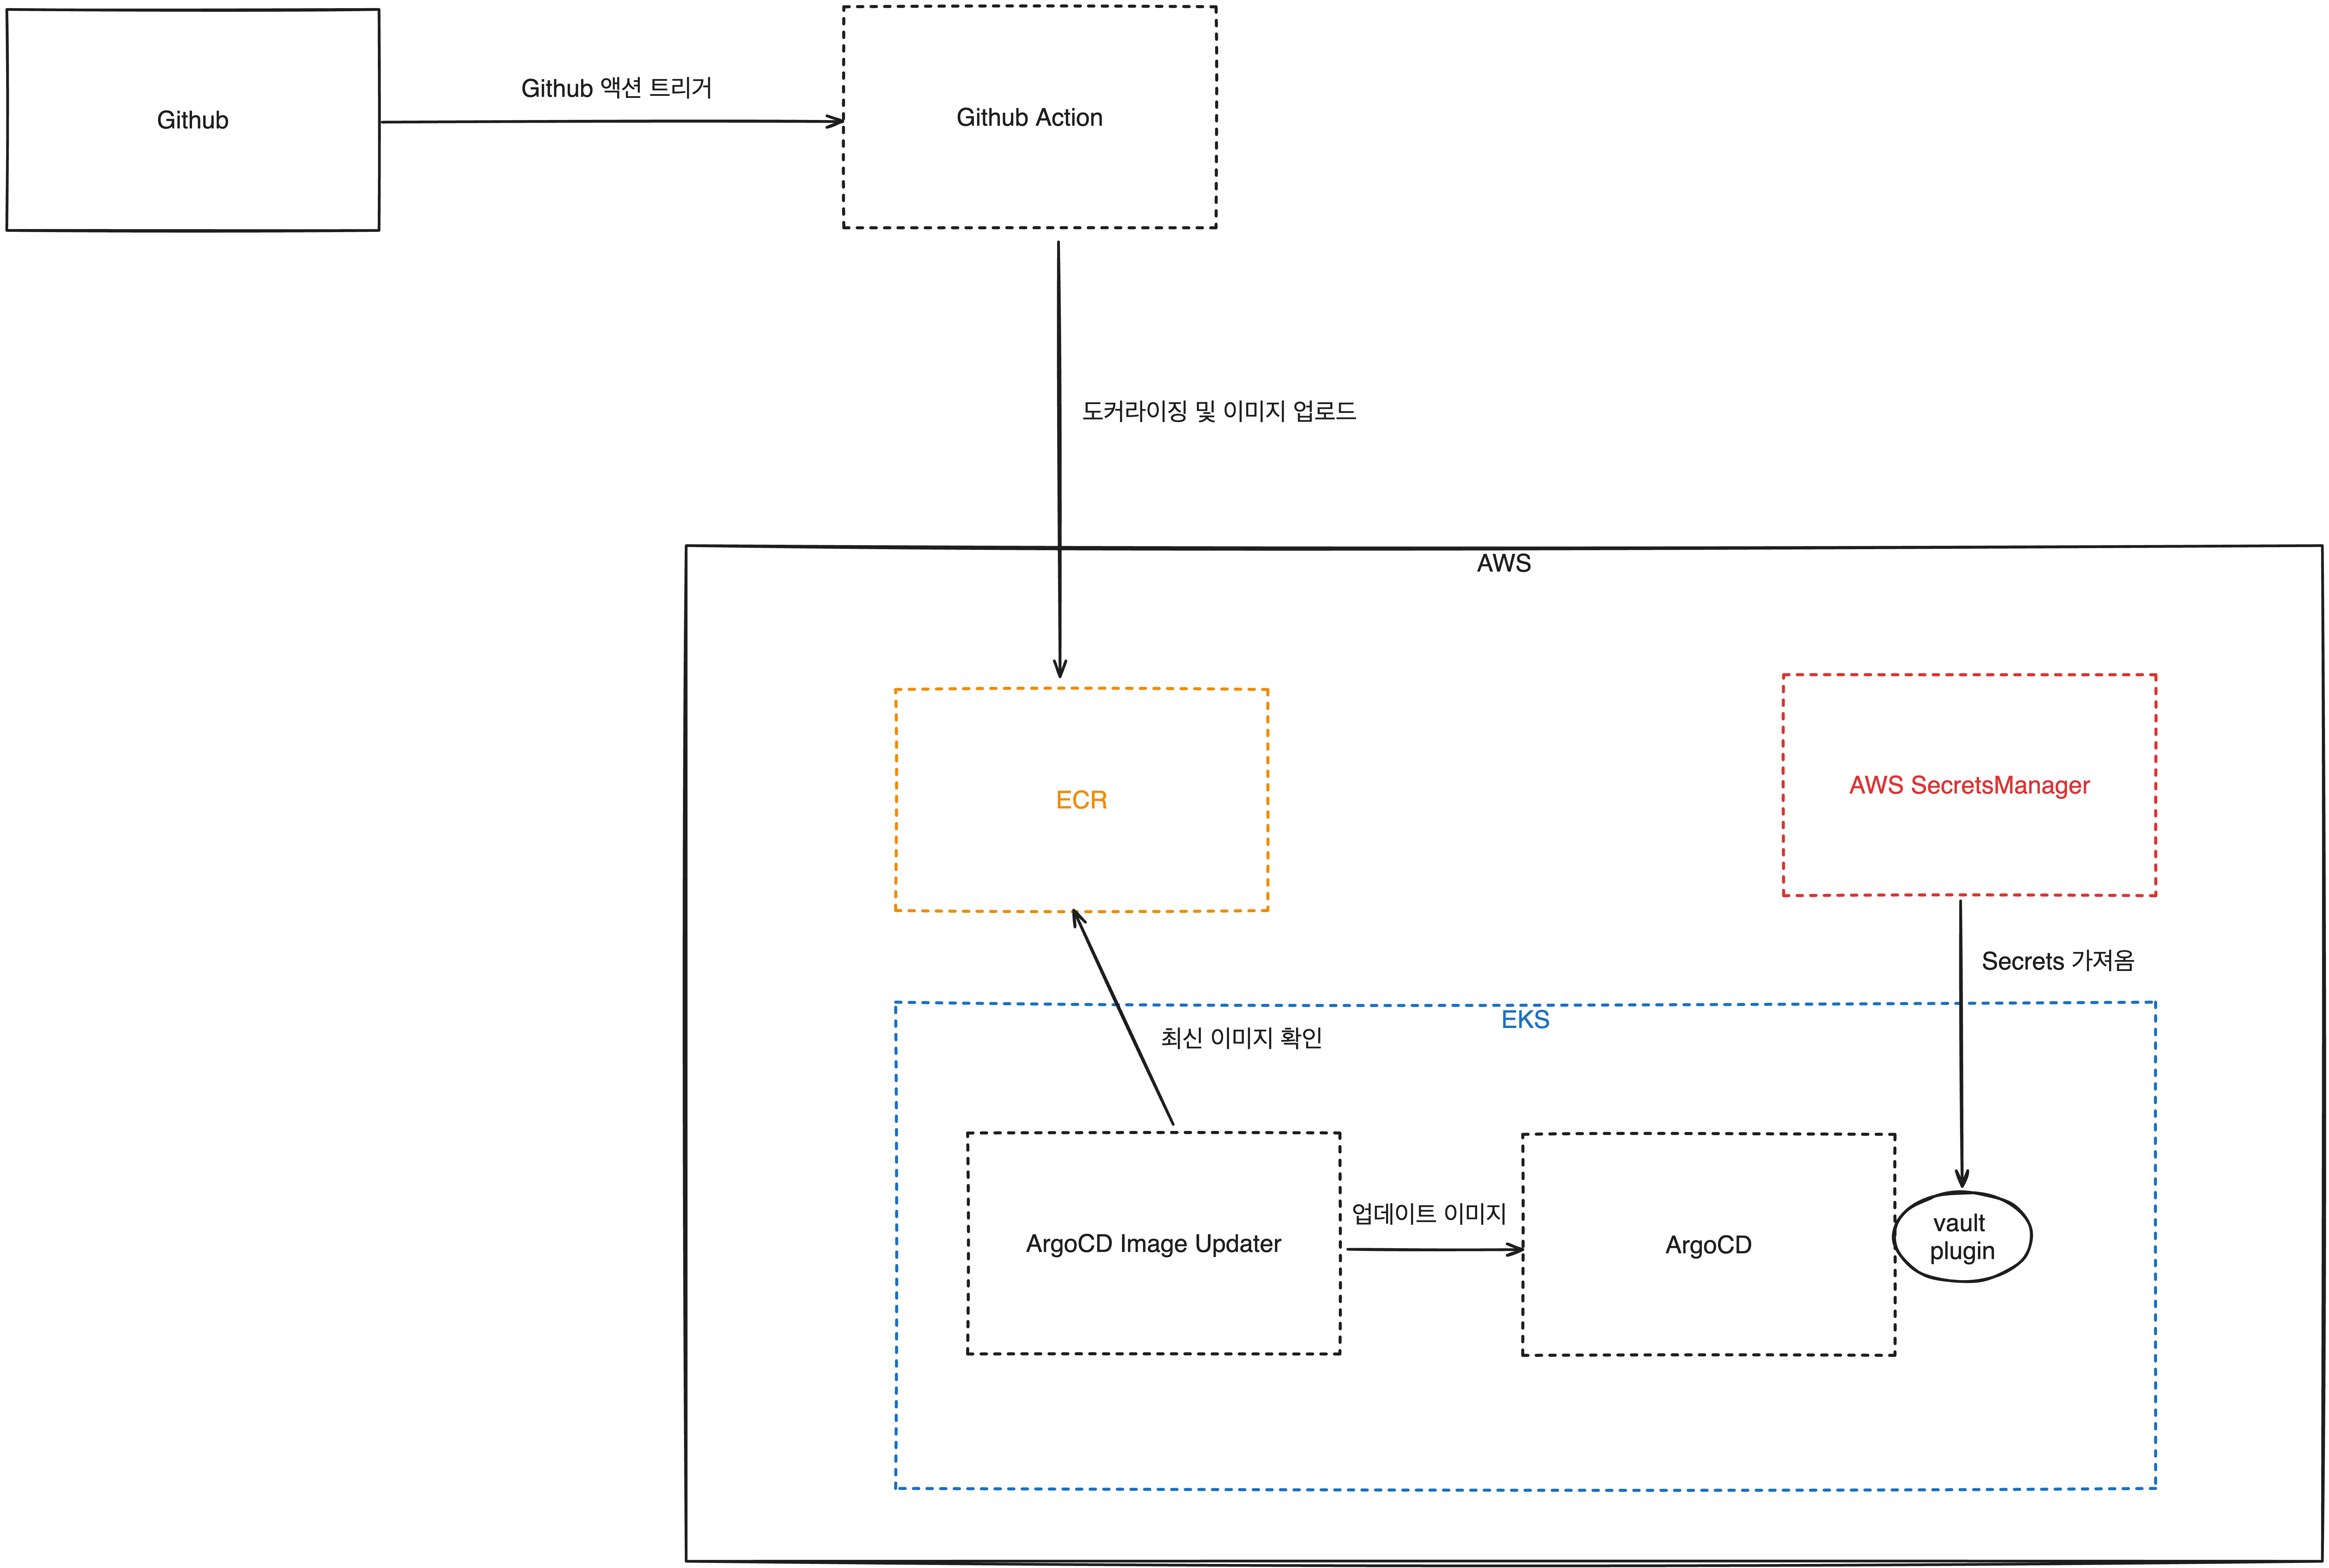 Github
Github 액션 트리거
Github Action
도커라이징 및 이미지 업로드
AWS
ECR
AWS SecretsManager
Secrets 가져옴
EKS
최신 이미지 확인
ArgoCD Image Updater
업데이트 이미지
ArgoCD
vault
plugin